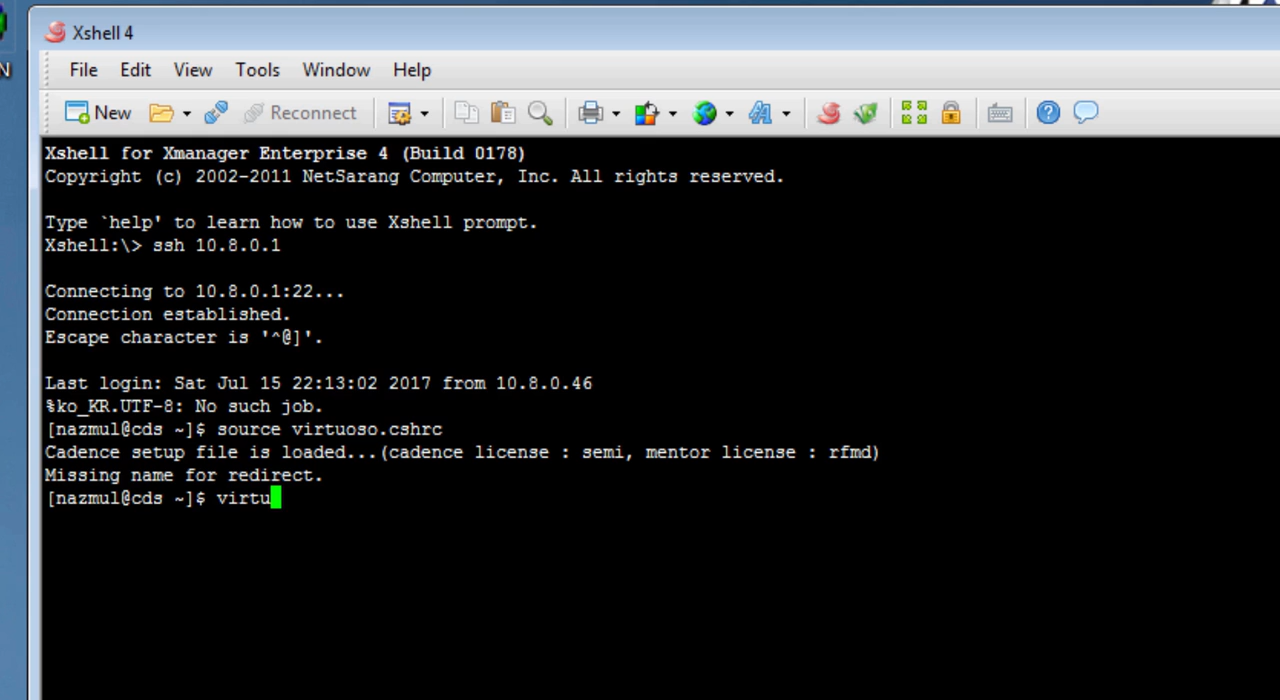 N
Xshell 4
File Edit View Tools Window Help
New Reconnect
Xshell for Xmanager Enterprise 4 (Build 0178)
Copyright (c) 2002-2011 NetSarang Computer, Inc. All rights reserved.
Type `help' to learn how to use Xshell prompt.
Xshell:\> ssh 10.8.0.1
Connecting to 10.8.0.1:22...
Connection established.
Escape character is '^@]'.
Last login: Sat Jul 15 22:13:02 2017 from 10.8.0.46
%ko_KR.UTF-8: No such job.
[nazmul@cds ~]$ source virtuoso.cshrc
Cadence setup file is loaded...(cadence license : semi, mentor license : rfmd)
Missing name for redirect.
[nazmul@cds ~]$ virtu